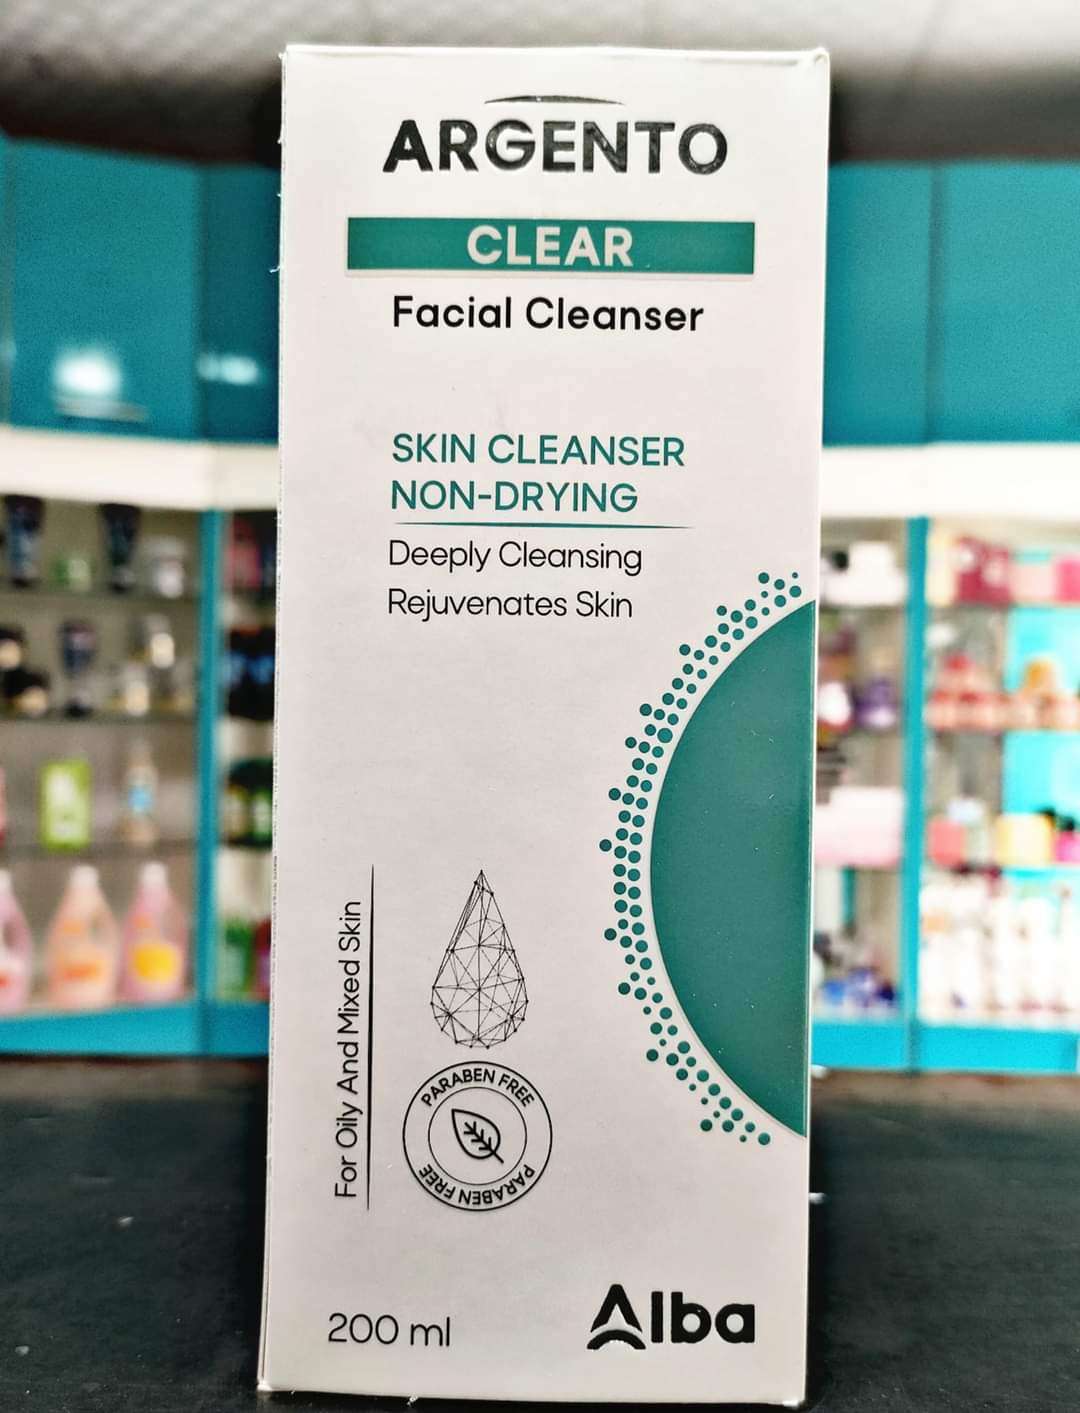 ARGENTO
CLEAR
Facial Cleanser
SKIN CLEANSER
NON-DRYING
Deeply Cleansing
Rejuvenates Skin
For Oily And Mixed Skin
PARABEN FREE
PARABEN FREE
200 ml
Alba